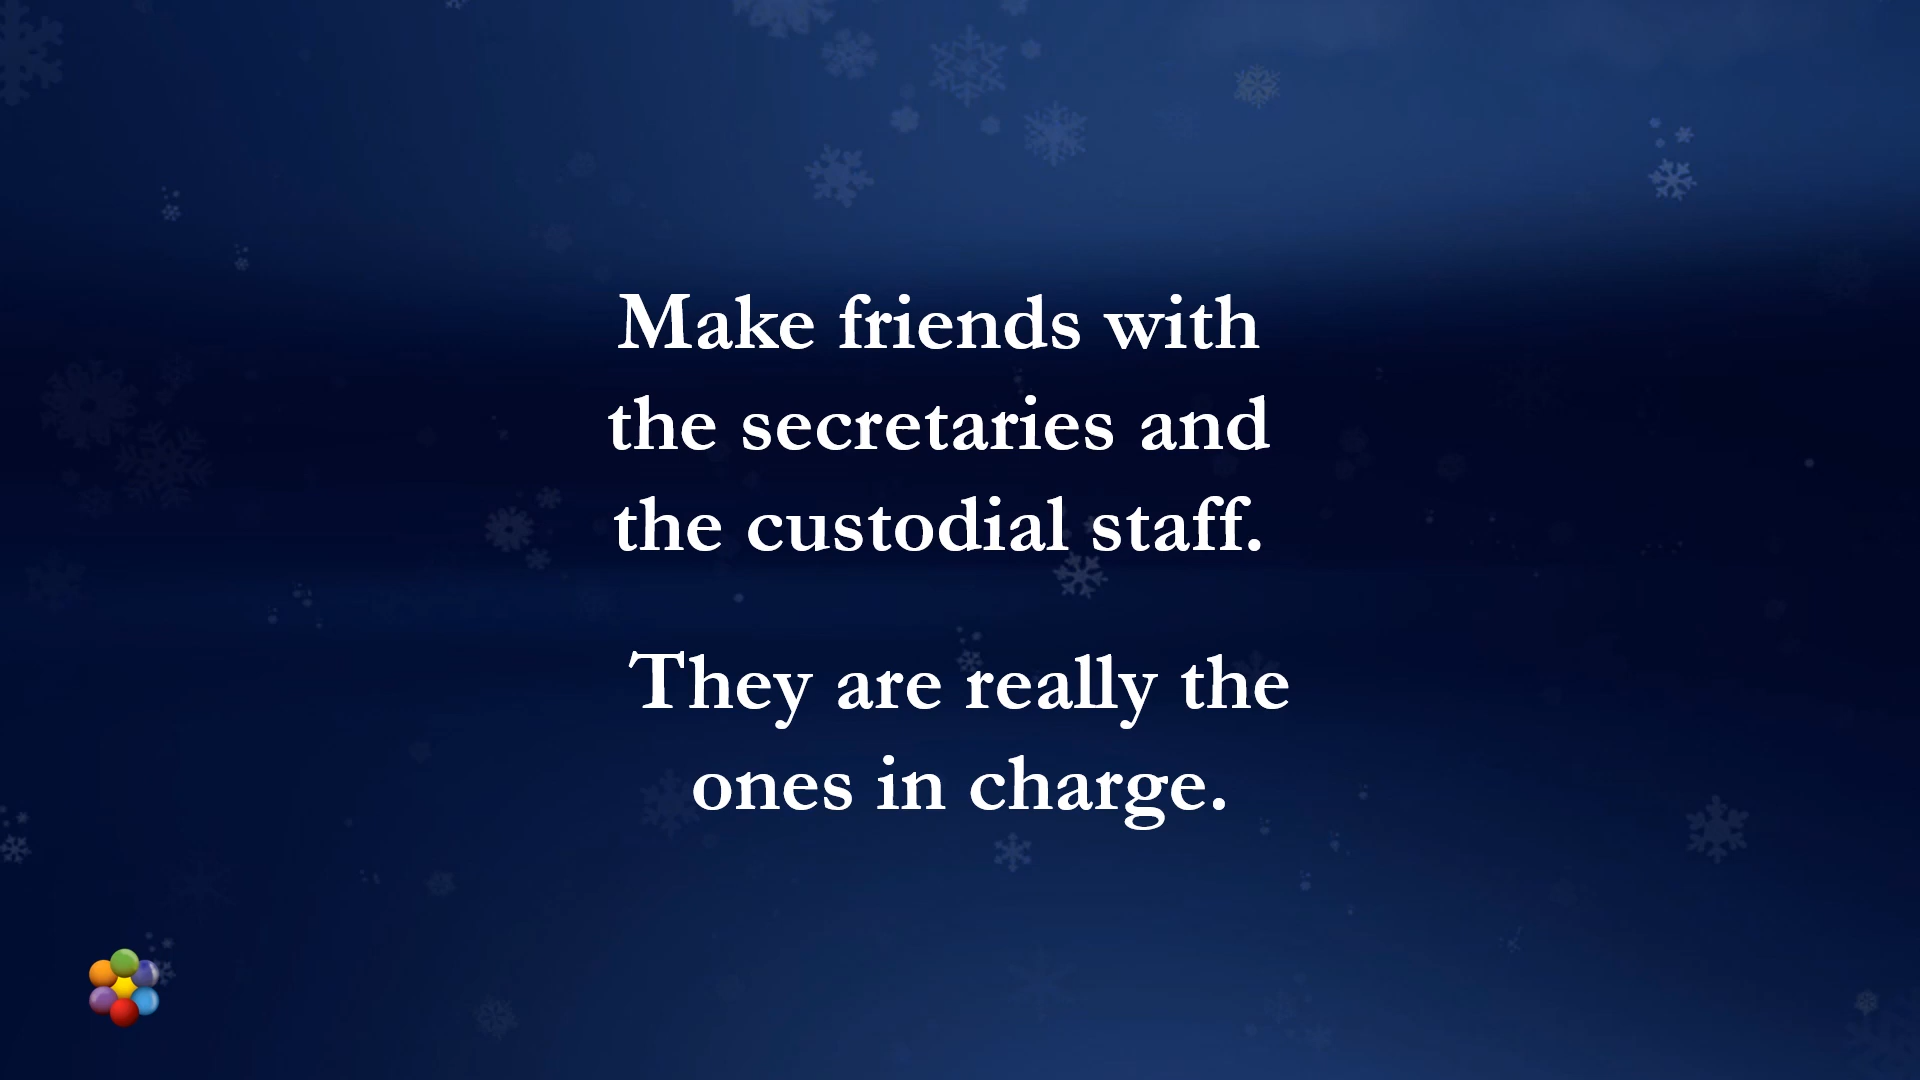 Make friends with
the secretaries and
the custodial staff.
They are really the
ones in charge.